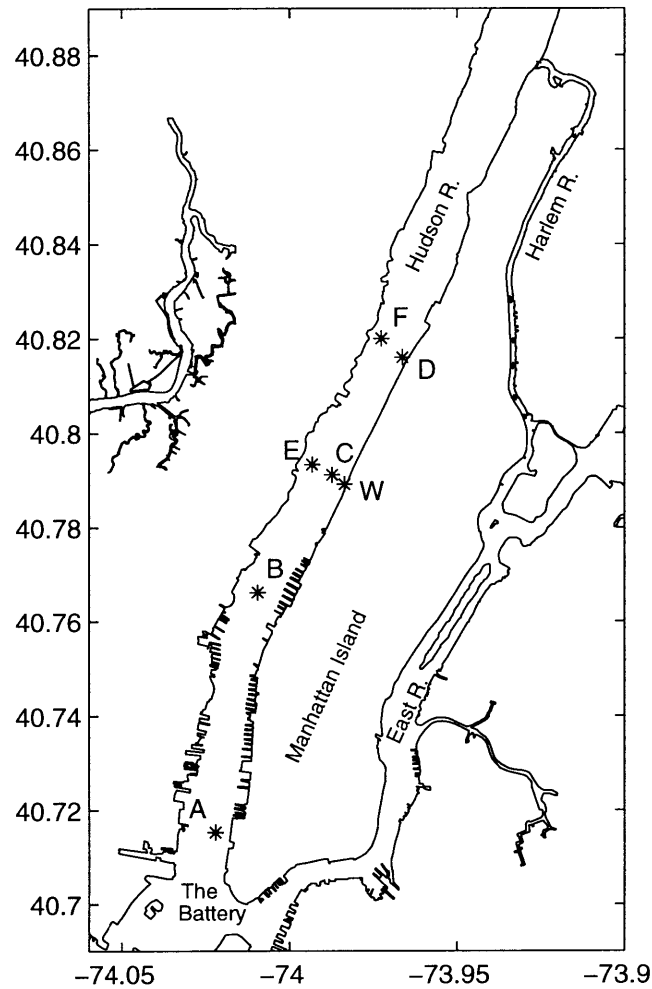 40.88
40.86
40.84
40.82
40.8
40.78
40.76
40.74
40.72
40.7
Hudson R.
Harlem R.
F
D
E
C
W
B
Manhattan Island
East R.
A
The
Battery
−74.05
−74
−73.95
−73.9